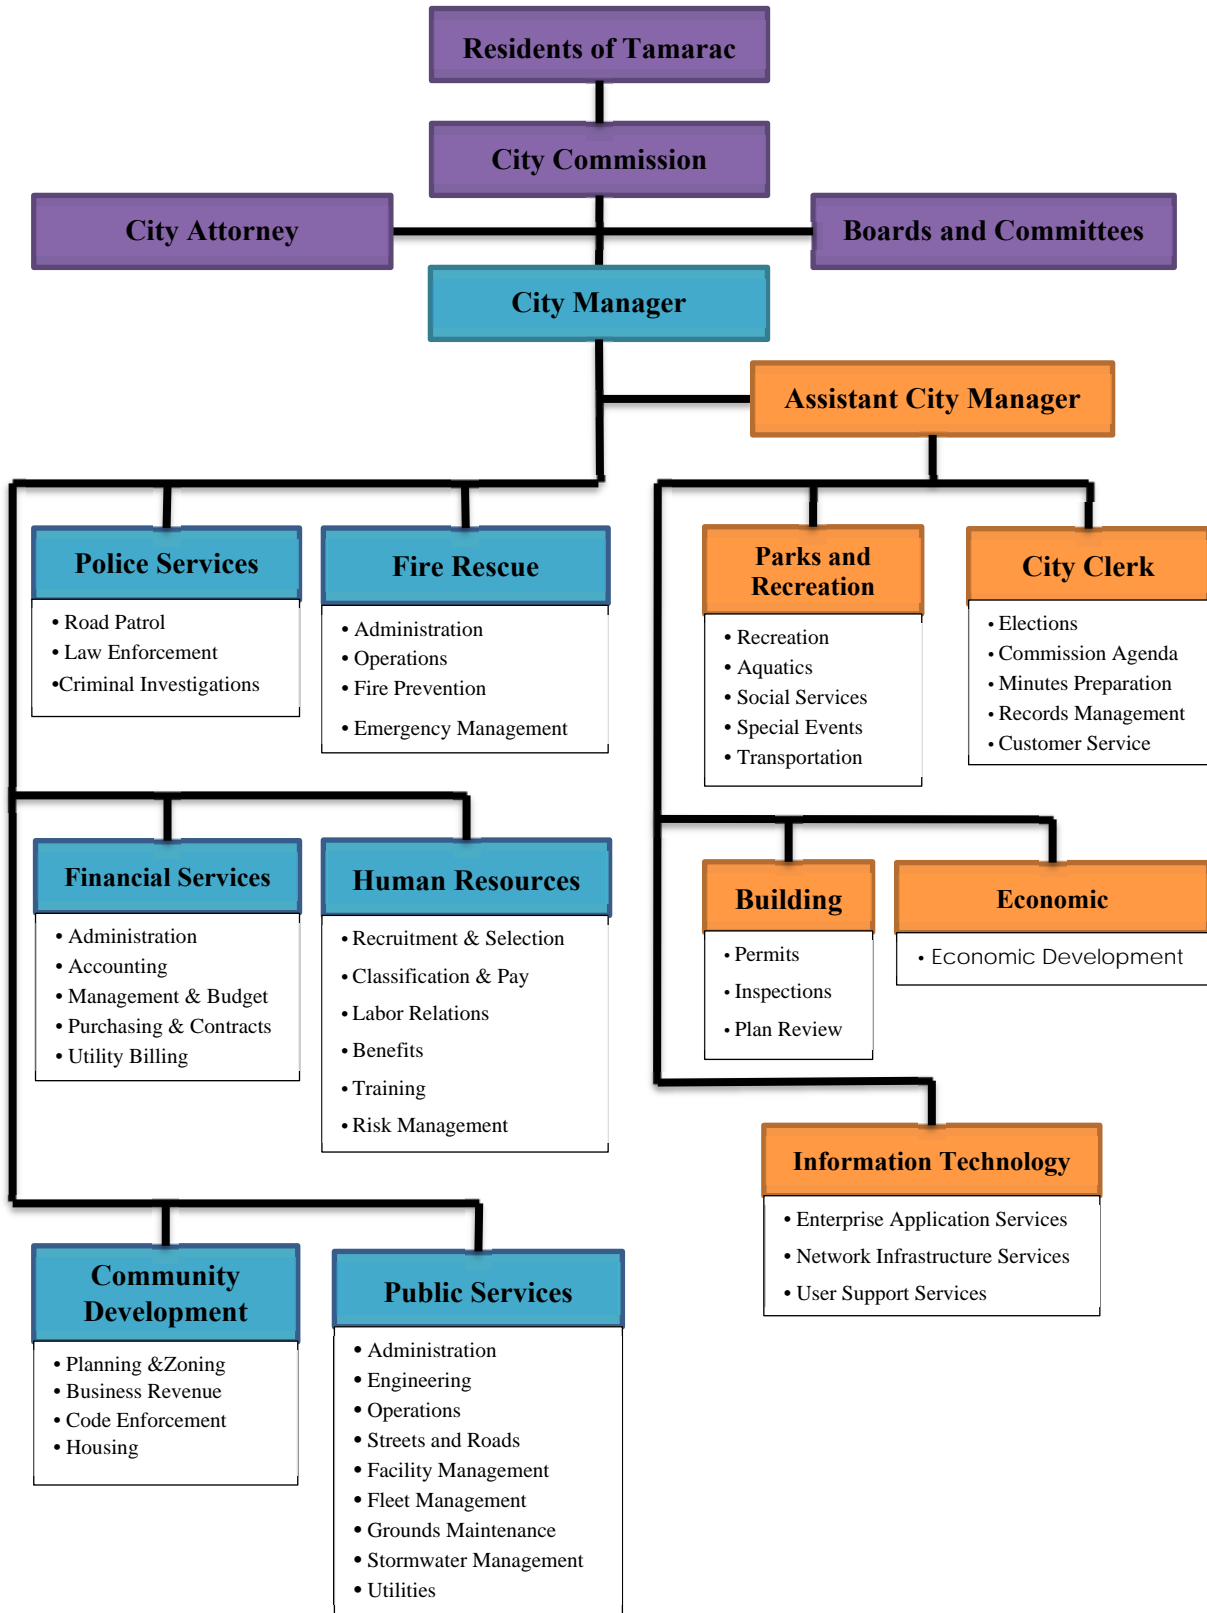 Residents of Tamarac
City Commission
City Attorney
Boards and Committees
City Manager
Assistant City Manager
Police Services
• Road Patrol
• Law Enforcement
•Criminal Investigations
Fire Rescue
• Administration
• Operations
• Fire Prevention
• Emergency Management
Parks and
Recreation
• Recreation
• Aquatics
• Social Services
• Special Events
• Transportation
City Clerk
• Elections
• Commission Agenda
• Minutes Preparation
• Records Management
• Customer Service
Financial Services
• Administration
• Accounting
• Management & Budget
• Purchasing & Contracts
• Utility Billing
Human Resources
• Recruitment & Selection
• Classification & Pay
• Labor Relations
• Benefits
• Training
• Risk Management
Building
• Permits
• Inspections
• Plan Review
Economic
• Economic Development
Information Technology
• Enterprise Application Services
• Network Infrastructure Services
• User Support Services
Community
Development
• Planning &Zoning
• Business Revenue
• Code Enforcement
• Housing
Public Services
• Administration
• Engineering
• Operations
• Streets and Roads
• Facility Management
• Fleet Management
• Grounds Maintenance
• Stormwater Management
• Utilities